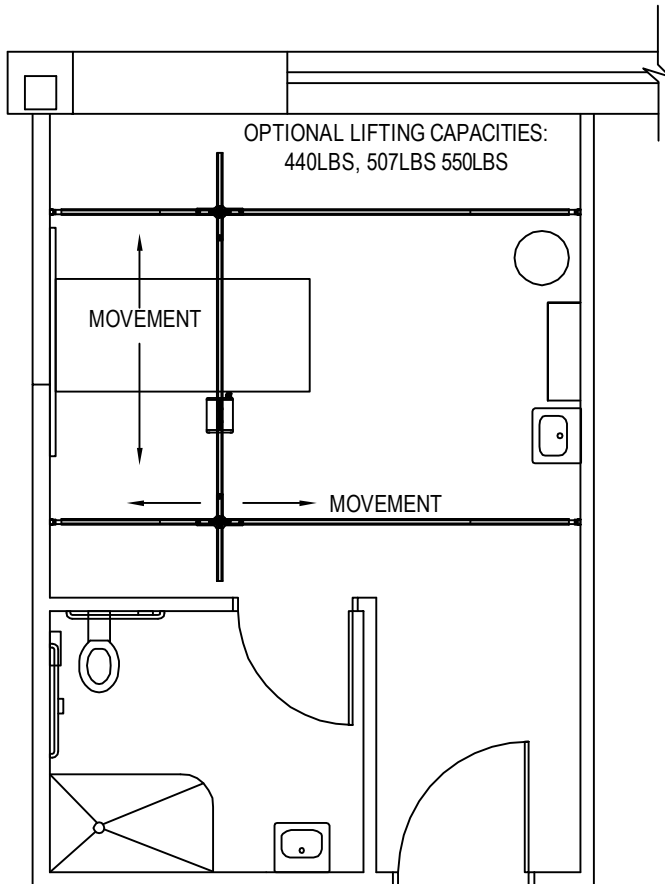 OPTIONAL LIFTING CAPACITIES:
440LBS, 507LBS 550LBS
MOVEMENT
MOVEMENT